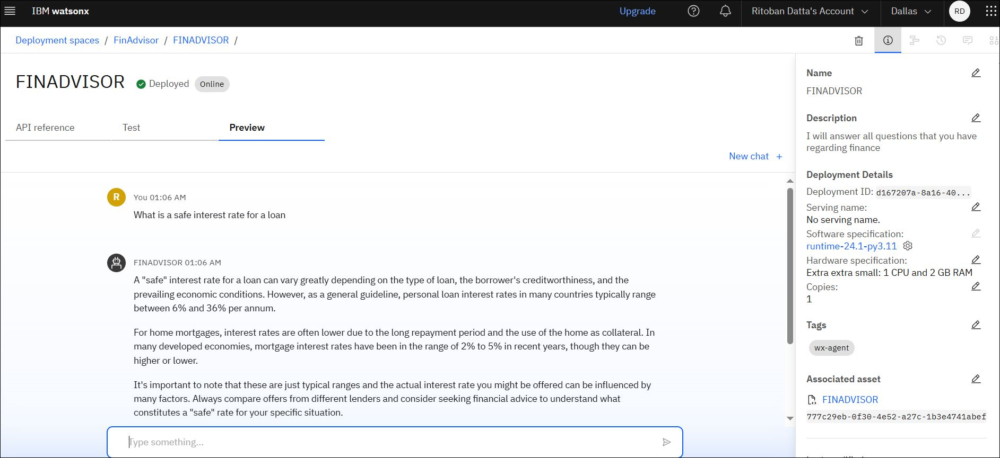 IBM watsonx
Upgrade
Ritoban Datta's Account
Dallas
RD
Deployment spaces / FinAdvisor / FINADVISOR /
FINADVISOR
Deployed
Online
API reference
Test
Preview
New chat +
R
You 01:06 AM
What is a safe interest rate for a loan
FINADVISOR 01:06 AM
A "safe" interest rate for a loan can vary greatly depending on the type of loan, the borrower's creditworthiness, and the
prevailing economic conditions. However, as a general guideline, personal loan interest rates in many countries typically range
between 6% and 36% per annum.
For home mortgages, interest rates are often lower due to the long repayment period and the use of the home as collateral. In
many developed economies, mortgage interest rates have been in the range of 2% to 5% in recent years, though they can be
higher or lower.
It's important to note that these are just typical ranges and the actual interest rate you might be offered can be influenced by
many factors. Always compare offers from different lenders and consider seeking financial advice to understand what
constitutes a "safe" rate for your specific situation.
Type something...
Name
FINADVISOR
Description
I will answer all questions that you have
regarding finance
Deployment Details
Deployment ID: d167207a-8a16-40...
Serving name:
No serving name.
Software specification:
runtime-24.1-py3.11
Hardware specification:
Extra extra small: 1 CPU and 2 GB RAM
Copies:
1
Tags
wx-agent
Associated asset
FINADVISOR
777c29eb-0f30-4e52-a27c-1b3e4741abef